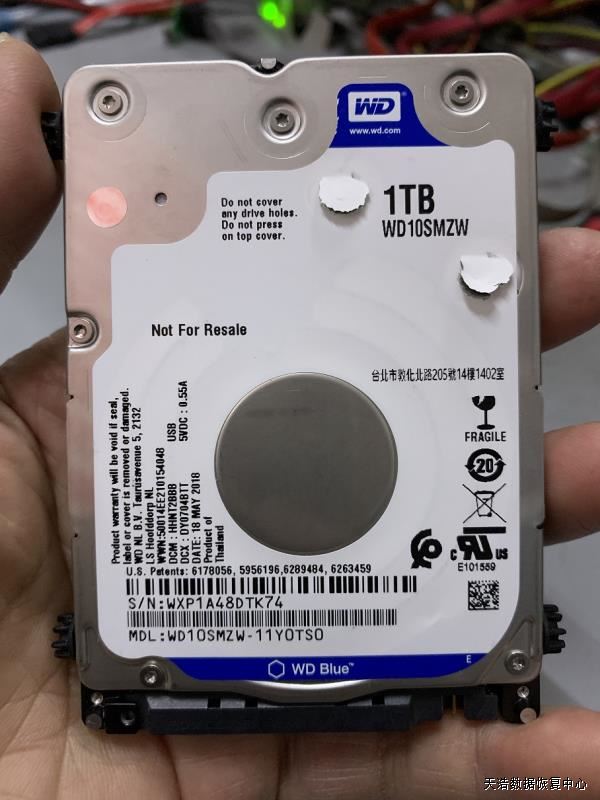 WD
www.wd.com
Do not cover
any drive holes.
Do not press
on top cover.
1TB
WD10SMZW
Not For Resale
台北市敦化北路205號14樓1402室
FRAGILE
20
Product warranty will be void if seal,
label or cover is removed or damaged.
WD NL B.V. Taurusavenue 5, 2132
LS Hoofddorp NL
WWN:50014EE210154048
DCM : HHNT2BBB
USB
DCX : DY0704BTT
5VDC : 0.55A
DATE: 18 MAY 2018
Product of
Thailand
c UR US
E101559
U.S. Patents: 6178056, 5956196,6289484, 6263459
S/N:WXP1A48DTK74
MDL:WD10SMZW-11Y0TS0
WD Blue™
E
天浩数据恢复中心